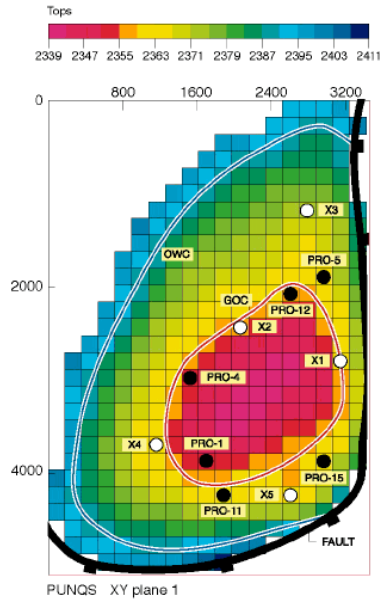 Tops
2339 2347 2355 2363 2371 2379 2387 2395 2403 2411
0 800 1600 2400 3200
X3
OWC
PRO-5
2000
GOC
PRO-12
X2
X1
PRO-4
X4
PRO-1
4000
PRO-15
X5
PRO-11
FAULT
PUNQS XY plane 1